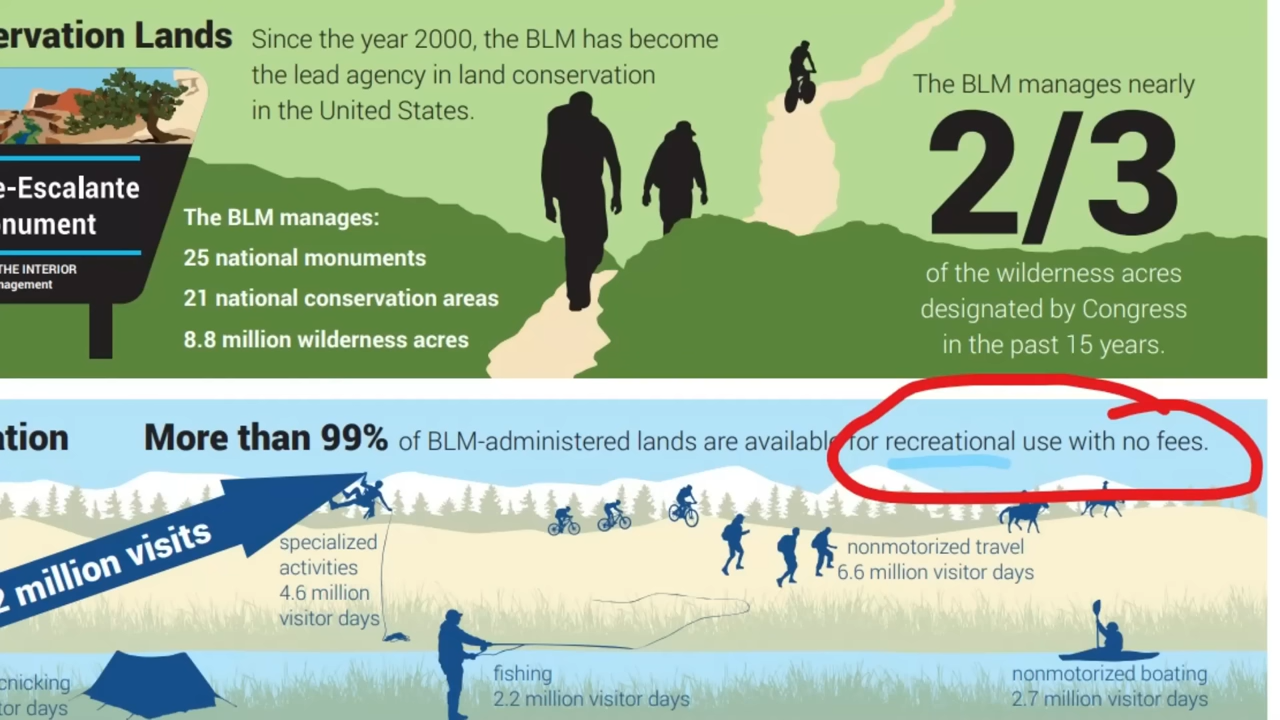 ervation Lands
Since the year 2000, the BLM has become
the lead agency in land conservation
in the United States.
The BLM manages nearly
2/3
of the wilderness acres
designated by Congress
in the past 15 years.
e-Escalante
nument
THE INTERIOR
nagement
The BLM manages:
25 national monuments
21 national conservation areas
8.8 million wilderness acres
ation
More than 99% of BLM-administered lands are available for recreational use with no fees.
2 million visits
specialized
activities
4.6 million
visitor days
nonmotorized travel
6.6 million visitor days
cnicking
tor days
fishing
2.2 million visitor days
nonmotorized boating
2.7 million visitor days